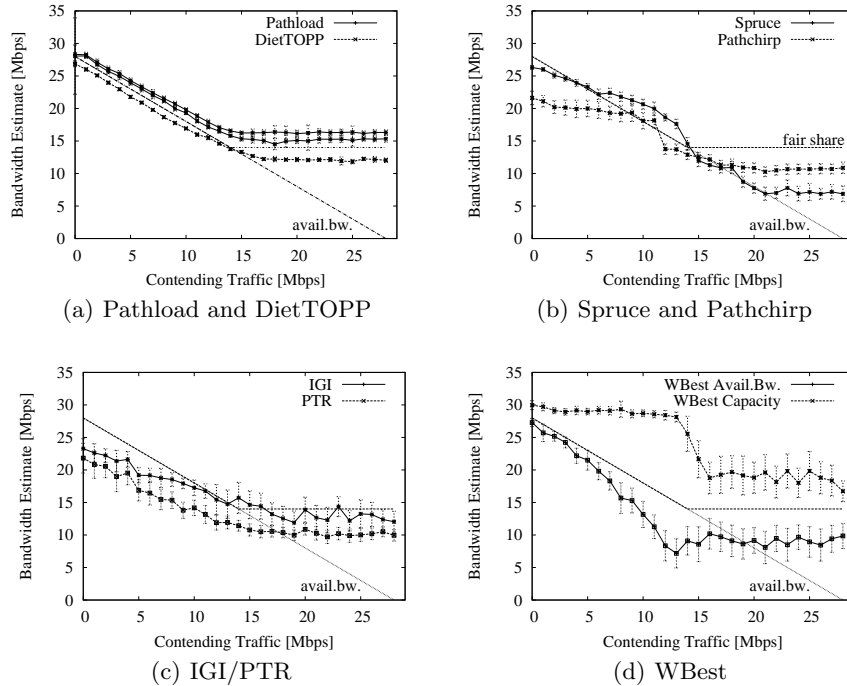 35
30
25
20
15
10
5
0
Bandwidth Estimate [Mbps]
Pathload
DietTOPP
avail.bw.
0 5 10 15 20 25
Contending Traffic [Mbps]
(a) Pathload and DietTOPP
35
30
25
20
15
10
5
0
Bandwidth Estimate [Mbps]
Spruce
Pathchirp
fair share
avail.bw.
0 5 10 15 20 25
Contending Traffic [Mbps]
(b) Spruce and Pathchirp
35
30
25
20
15
10
5
0
Bandwidth Estimate [Mbps]
IGI
PTR
avail.bw.
0 5 10 15 20 25
Contending Traffic [Mbps]
(c) IGI/PTR
35
30
25
20
15
10
5
0
Bandwidth Estimate [Mbps]
WBest Avail.Bw.
WBest Capacity
avail.bw.
0 5 10 15 20 25
Contending Traffic [Mbps]
(d) WBest